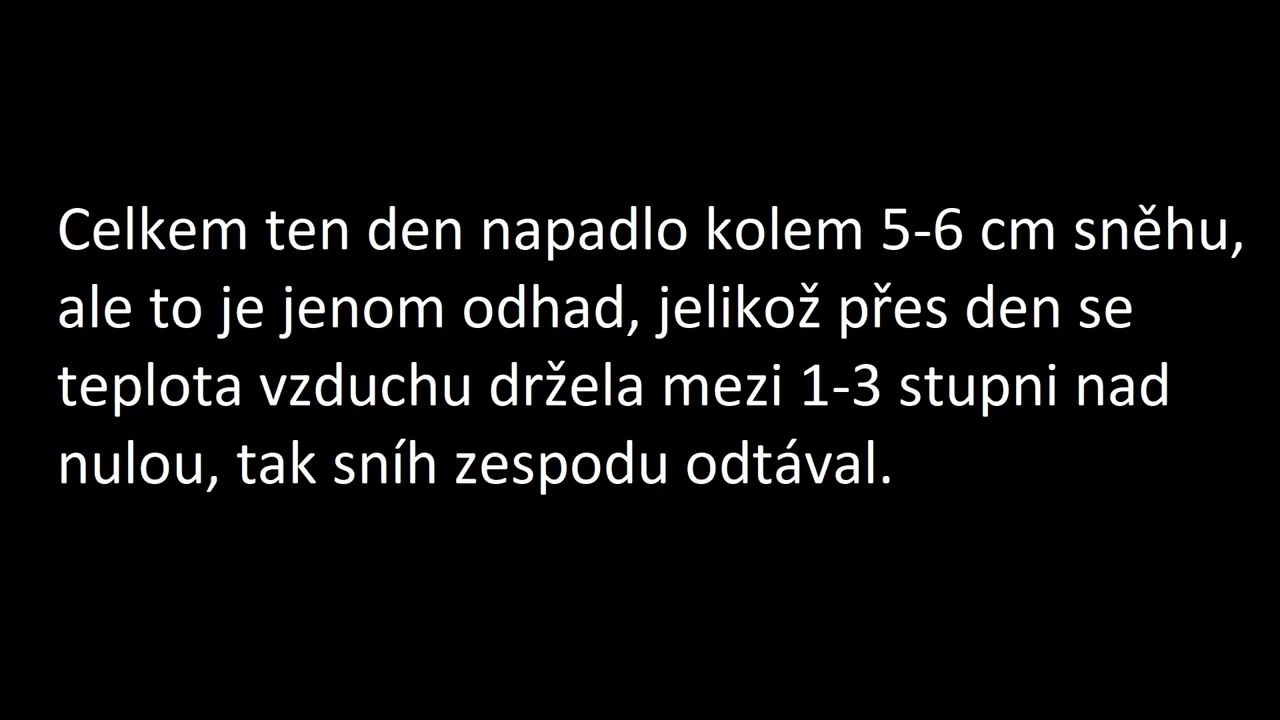 Celkem ten den napadlo kolem 5-6 cm sněhu,
ale to je jenom odhad, jelikož přes den se
teplota vzduchu držela mezi 1-3 stupni nad
nulou, tak sníh zespodu odtával.